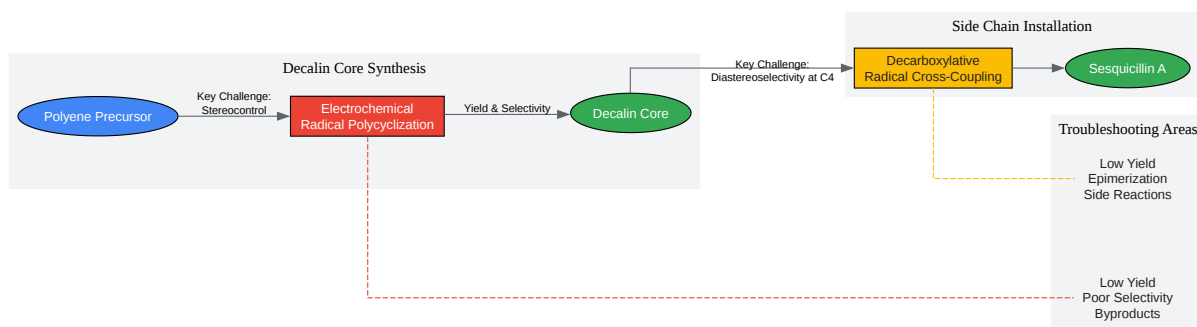 Side Chain Installation
Decalin Core Synthesis
Key Challenge:
Diastereoselectivity at C4
Decarboxylative
Radical Cross-Coupling
Sesquicillin A
Polyene Precursor
Key Challenge:
Stereocontrol
Electrochemical
Radical Polycyclization
Yield & Selectivity
Decalin Core
Troubleshooting Areas
Low Yield
Epimerization
Side Reactions
Low Yield
Poor Selectivity
Byproducts